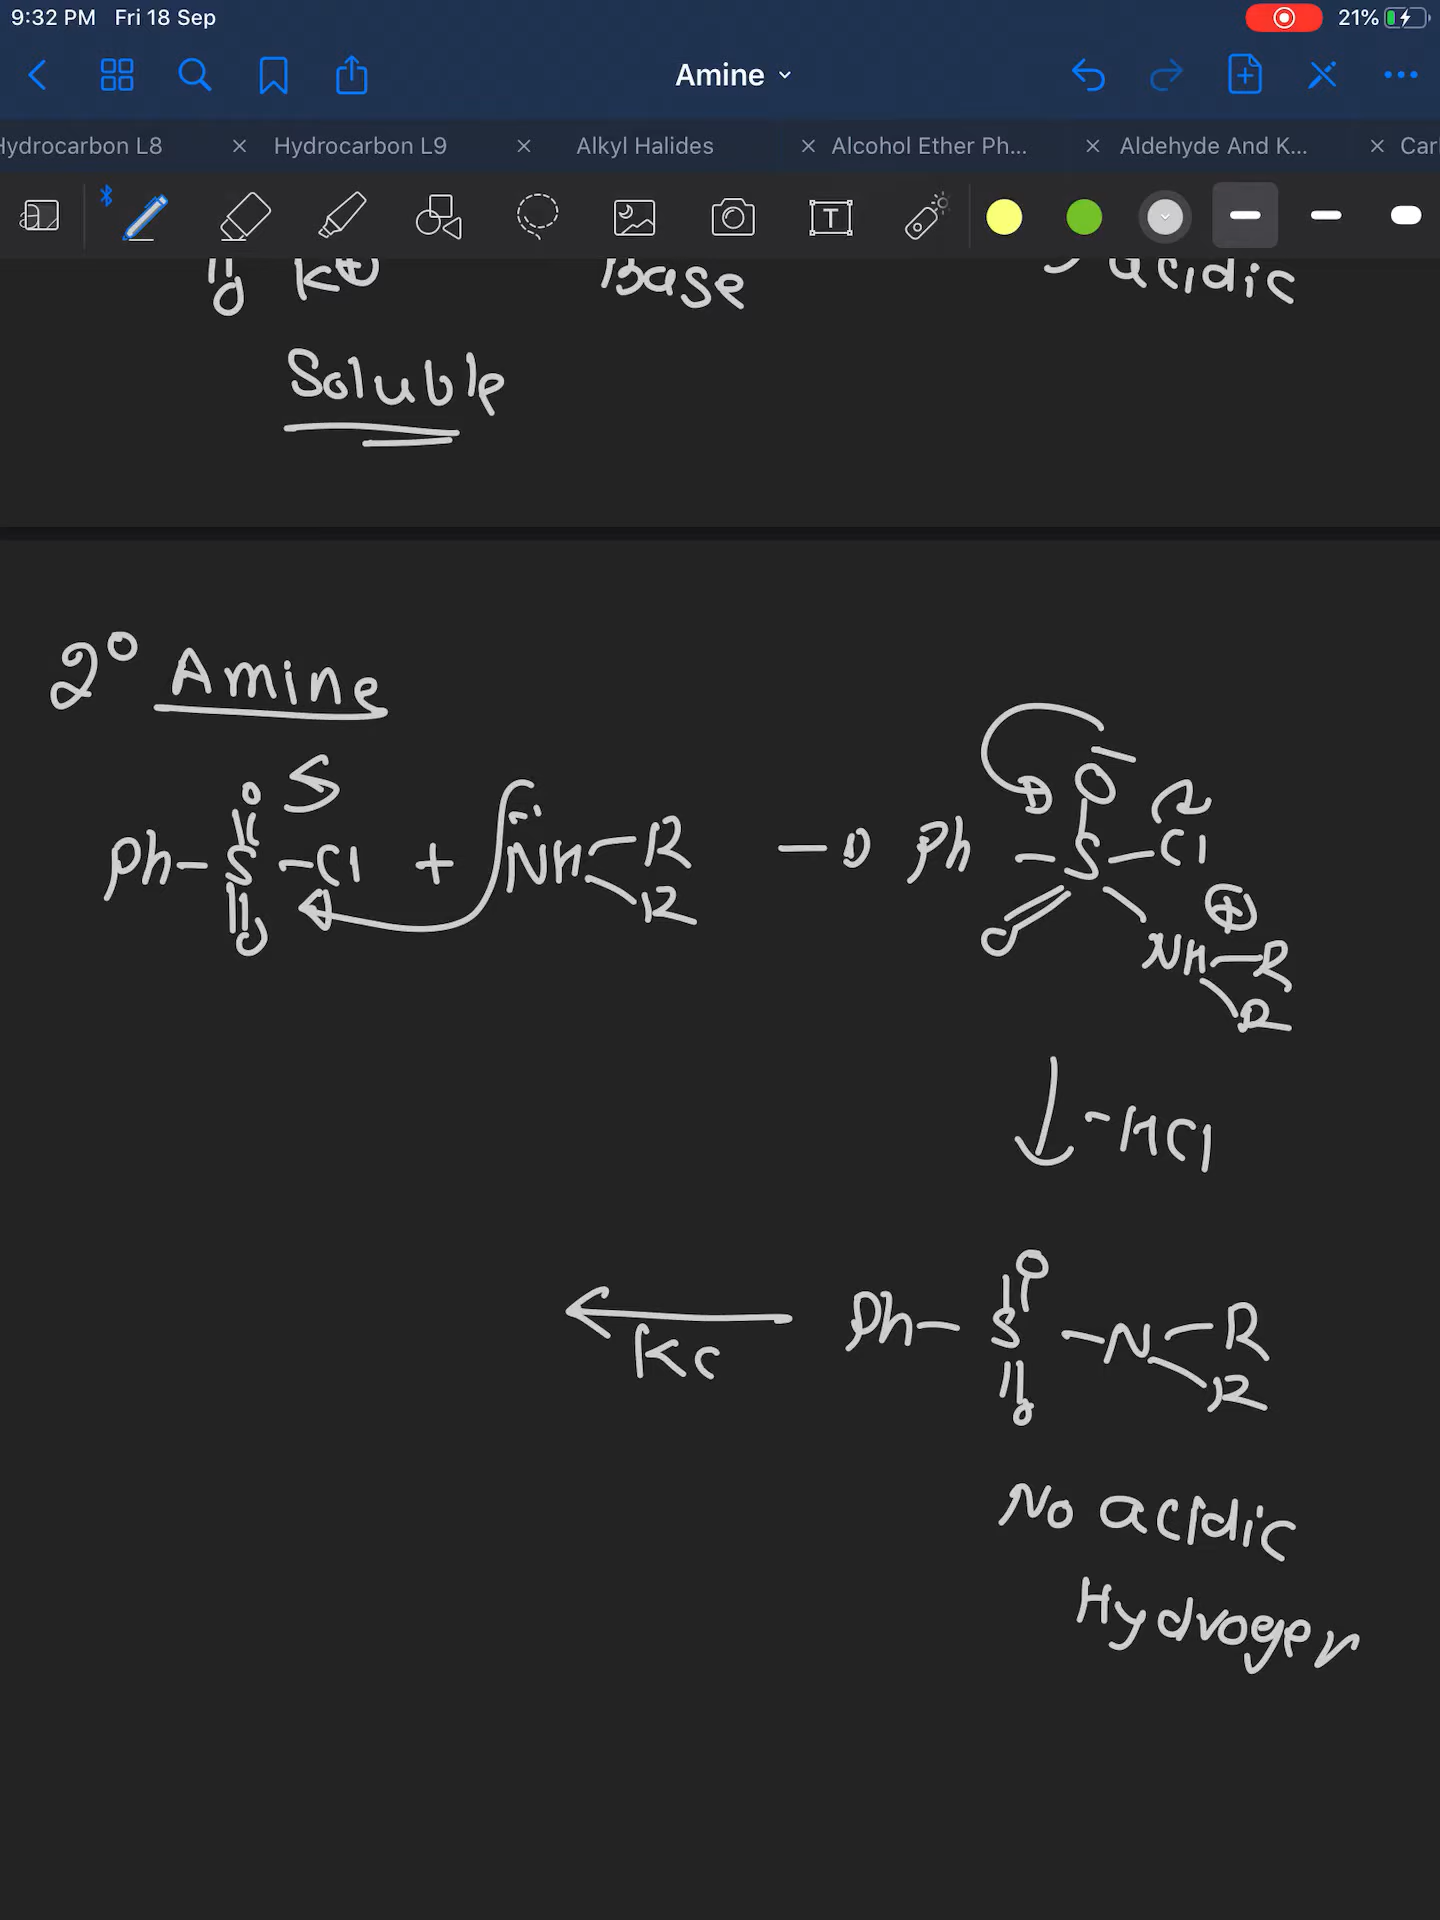 9:32 PM Fri 18 Sep 21%
Amine
Hydrocarbon L8 Hydrocarbon L9 Alkyl Halides Alcohol Ether Ph... Aldehyde And K... Car
K⊕ Base acidic
Soluble
2° Amine
Ph-S-Cl + NH-R Ph-S-Cl
O O R O O⁻ NH⊕-R
R
-HCl
Ph-S-N-R
O O R
No acidic
Hydrogen